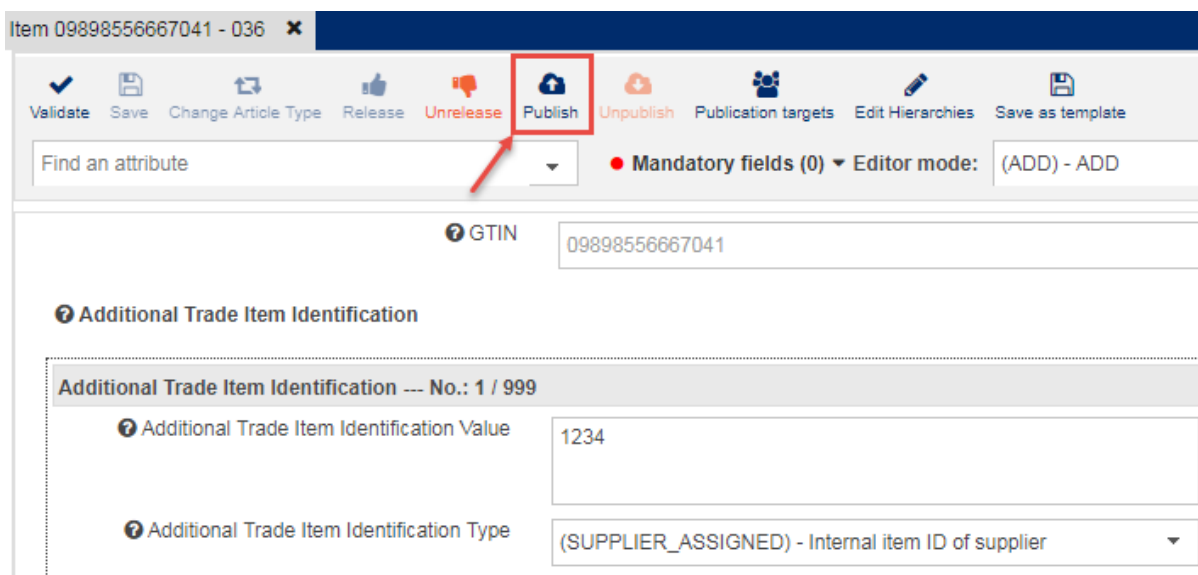 Item 09898556667041 - 036 ✖
Validate Save Change Article Type Release Unrelease Publish Unpublish Publication targets Edit Hierarchies Save as template
Find an attribute Mandatory fields (0) Editor mode: (ADD) - ADD
GTIN 09898556667041
Additional Trade Item Identification
Additional Trade Item Identification --- No.: 1 / 999
Additional Trade Item Identification Value 1234
Additional Trade Item Identification Type (SUPPLIER_ASSIGNED) - Internal item ID of supplier